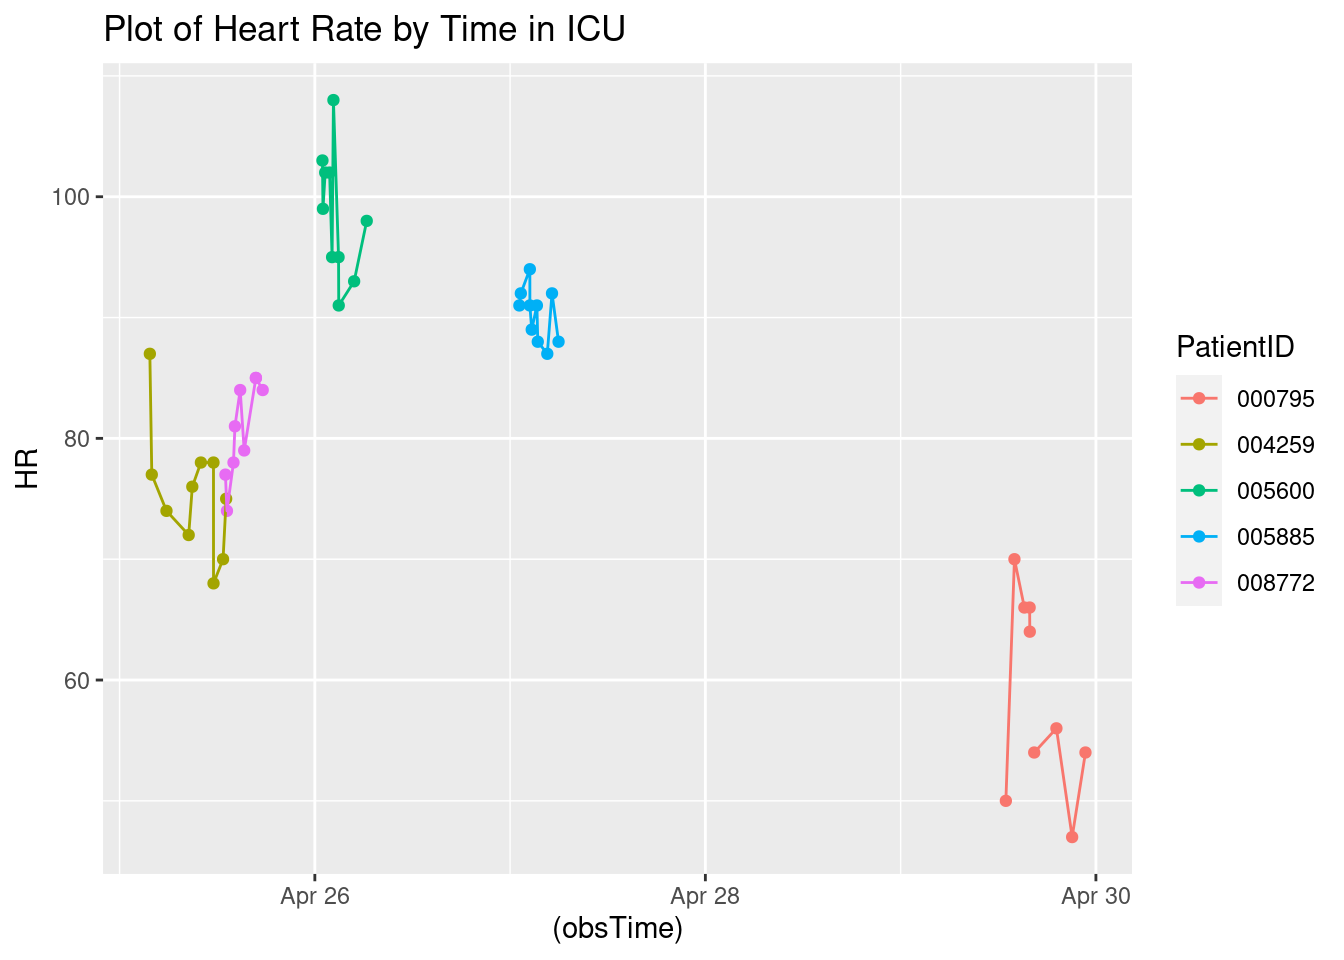 Plot of Heart Rate by Time in ICU
100
80
60
HR
Apr 26
Apr 28
Apr 30
(obsTime)
PatientID
000795
004259
005600
005885
008772